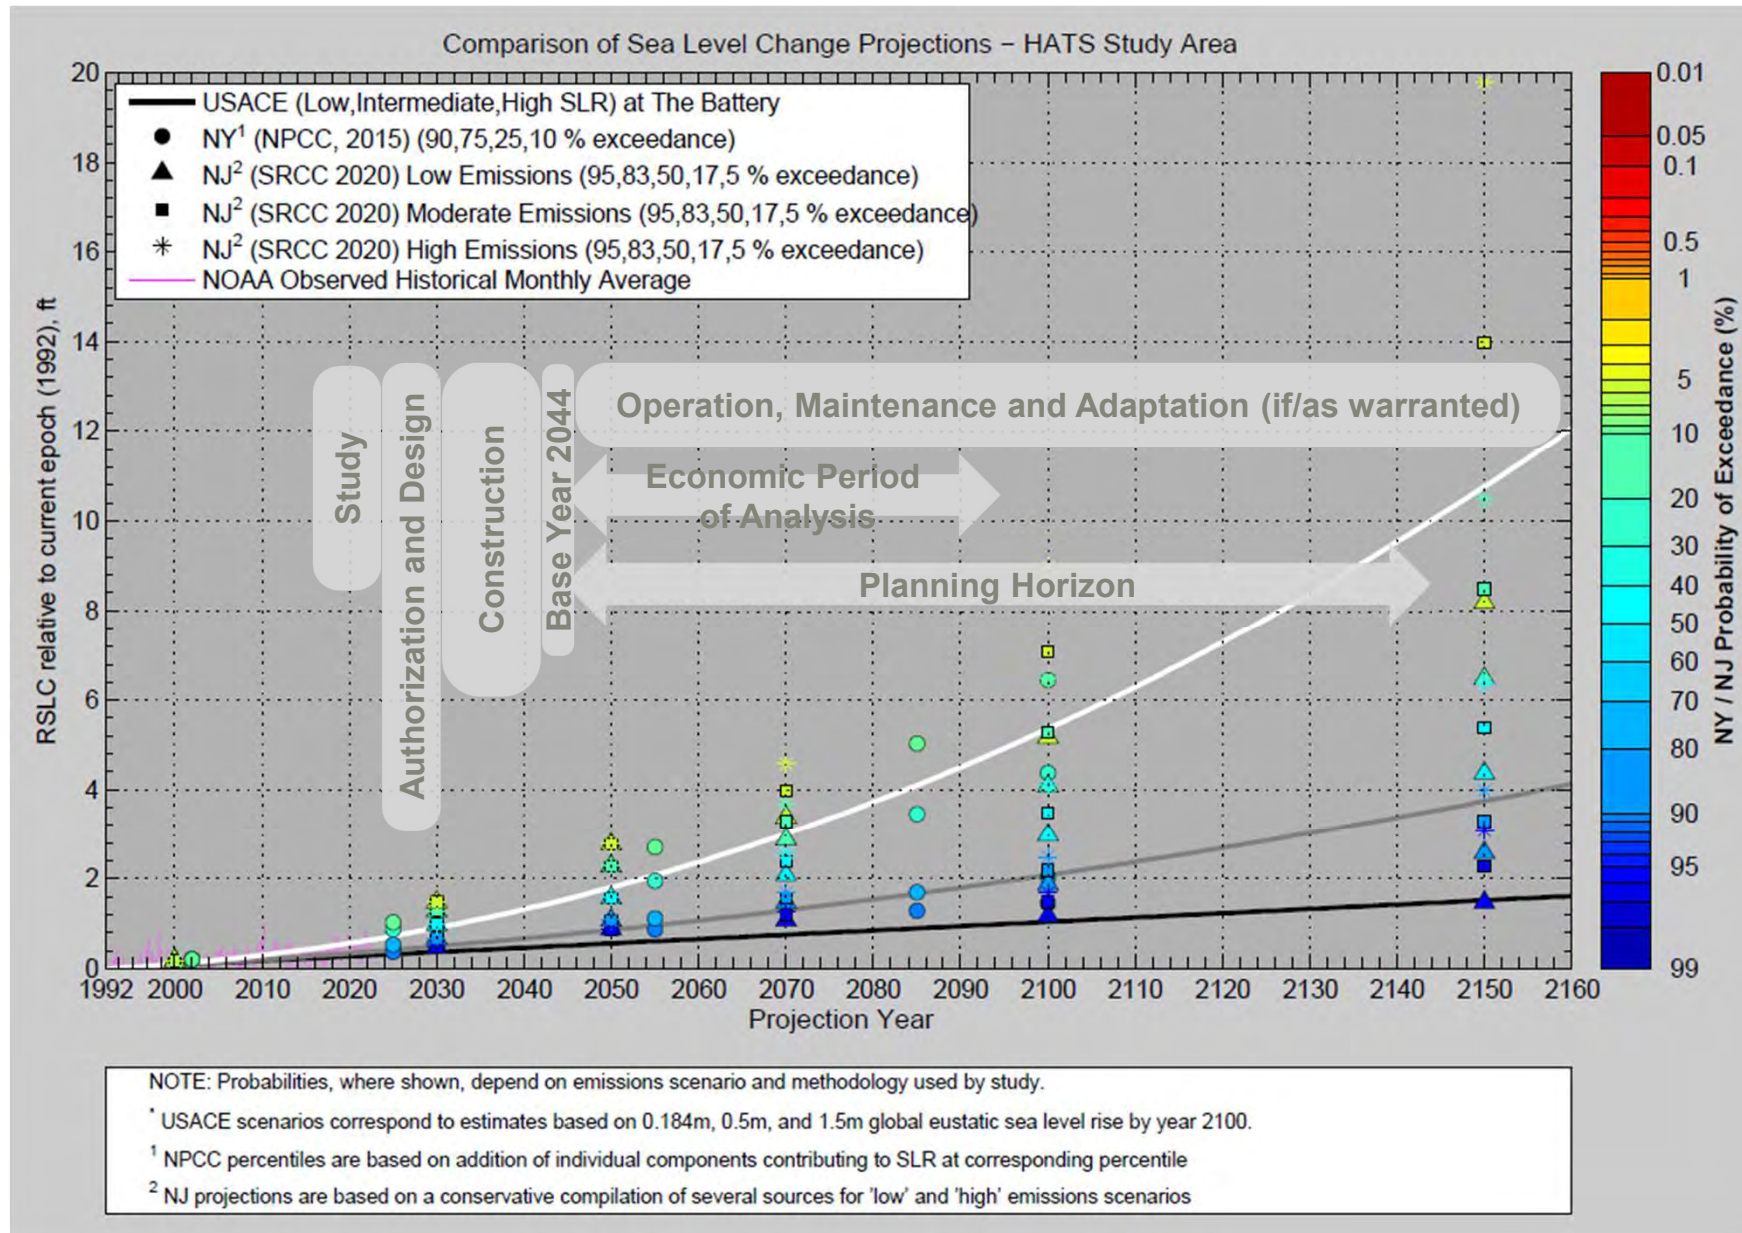 Comparison of Sea Level Change Projections − HATS Study Area
USACE (Low,Intermediate,High SLR) at The Battery
NY1 (NPCC, 2015) (90,75,25,10 % exceedance)
NJ2 (SRCC 2020) Low Emissions (95,83,50,17,5 % exceedance)
NJ2 (SRCC 2020) Moderate Emissions (95,83,50,17,5 % exceedance)
NJ2 (SRCC 2020) High Emissions (95,83,50,17,5 % exceedance)
NOAA Observed Historical Monthly Average
RSLC relative to current epoch (1992), ft
20
18
16
14
12
10
8
6
4
2
0
Study
Authorization and Design
Construction
Base Year 2044
Operation, Maintenance and Adaptation (if/as warranted)
Economic Period
of Analysis
Planning Horizon
1992 2000 2010 2020 2030 2040 2050 2060 2070 2080 2090 2100 2110 2120 2130 2140 2150 2160
Projection Year
0.01
0.05
0.1
0.5
1
5
10
20
30
40
50
60
70
80
90
95
99
NY / NJ Probability of Exceedance (%)
NOTE: Probabilities, where shown, depend on emissions scenario and methodology used by study.
* USACE scenarios correspond to estimates based on 0.184m, 0.5m, and 1.5m global eustatic sea level rise by year 2100.
1 NPCC percentiles are based on addition of individual components contributing to SLR at corresponding percentile
2 NJ projections are based on a conservative compilation of several sources for 'low' and 'high' emissions scenarios